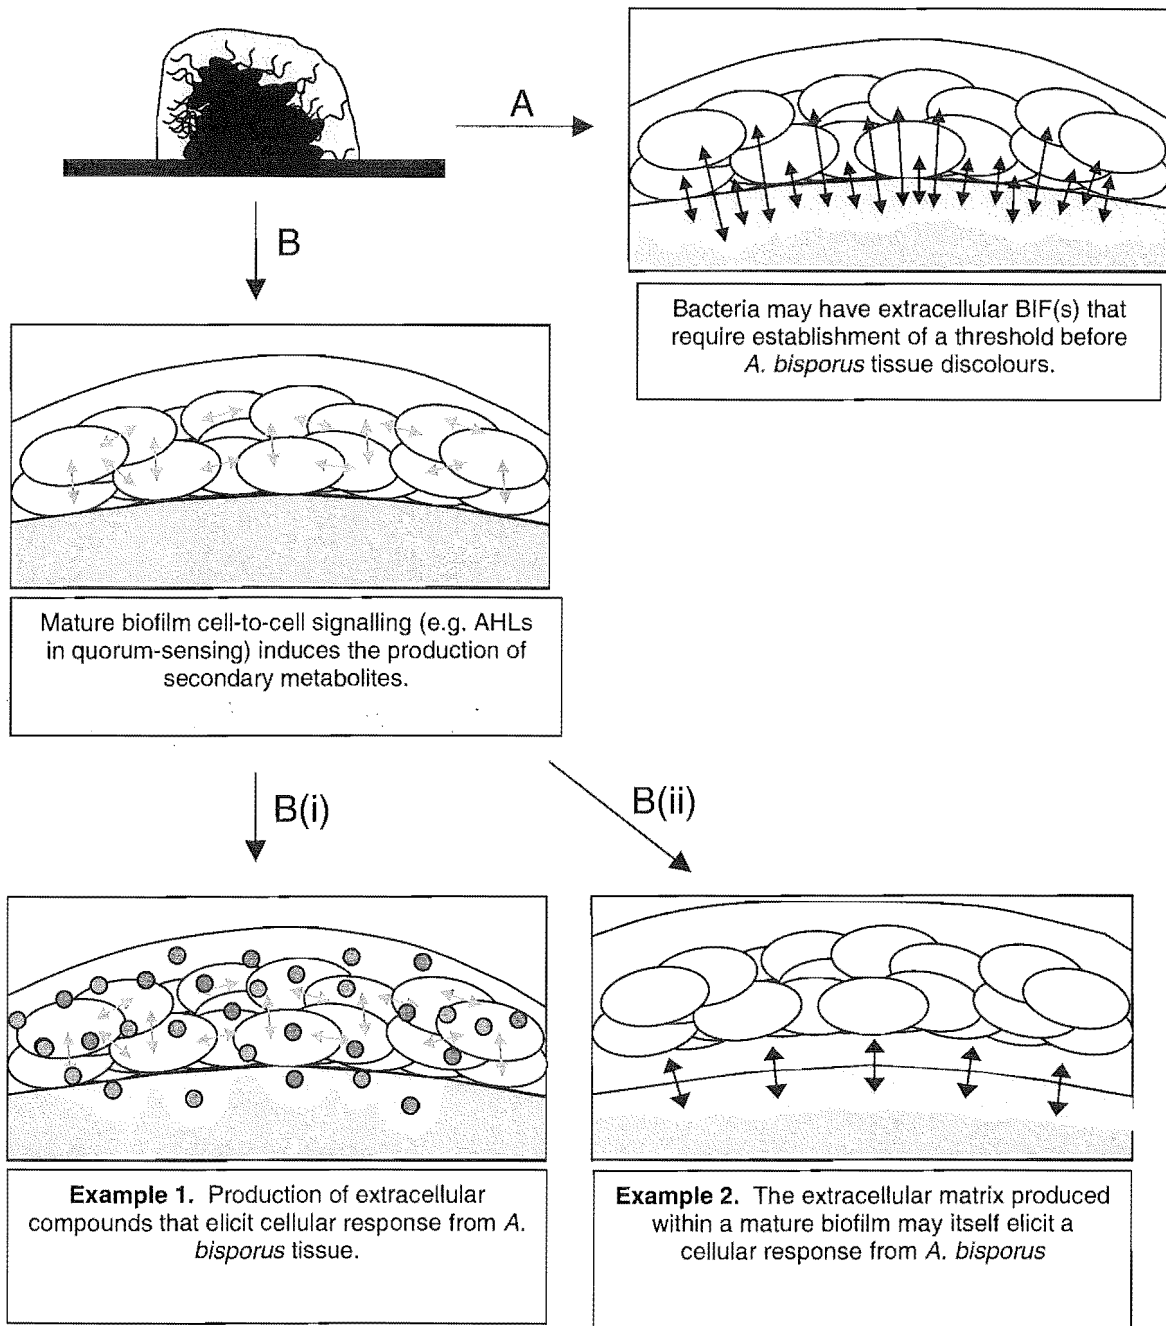 A
Bacteria may have extracellular BIF(s) that
require establishment of a threshold before
A. bisporus tissue discolours.
B
Mature biofilm cell-to-cell signalling (e.g. AHLs
in quorum-sensing) induces the production of
secondary metabolites.
B(i)
B(ii)
Example 1. Production of extracellular
compounds that elicit cellular response from A.
bisporus tissue.
Example 2. The extracellular matrix produced
within a mature biofilm may itself elicit a
cellular response from A. bisporus